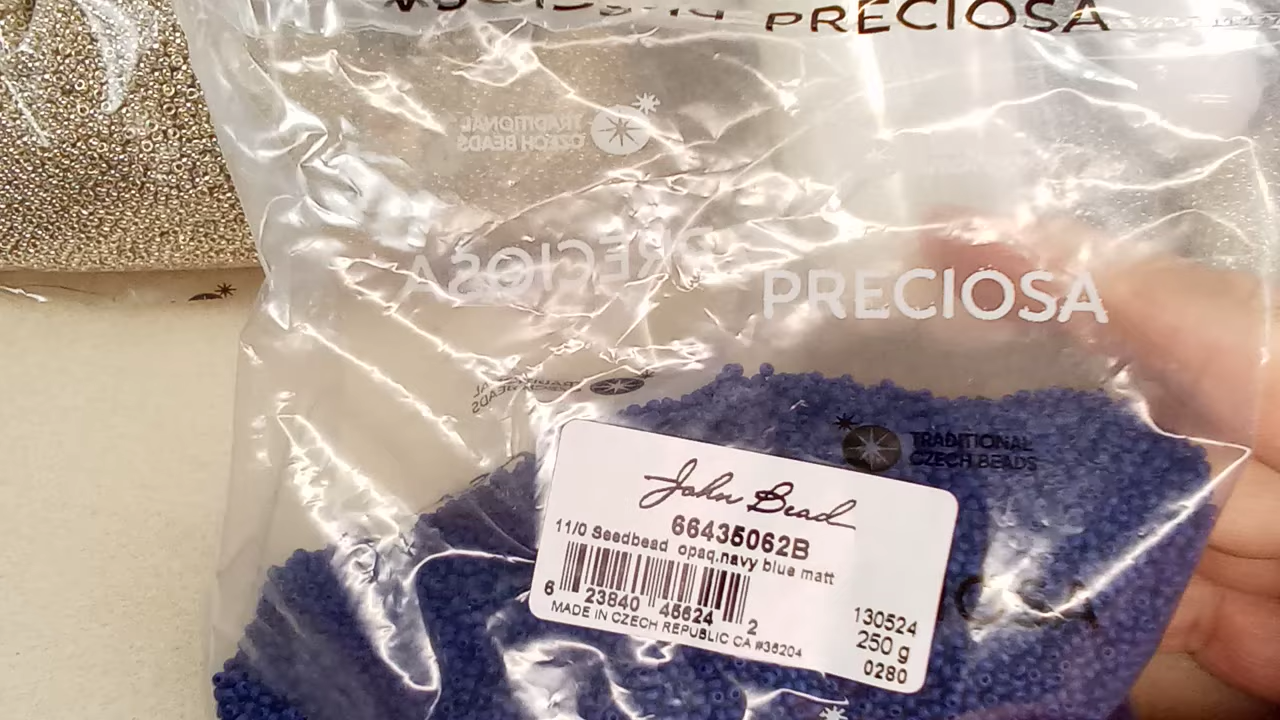 PRECIOSA
TRADITIONAL
CZECH BEADS
PRECIOSA
PRECIOSA
TRADITIONAL
CZECH BEADS
John Bead
66435062B
11/0 Seedbead opaq.navy blue matt
6 23840 45624 2
MADE IN CZECH REPUBLIC CA #36204
130524
250 g
0280